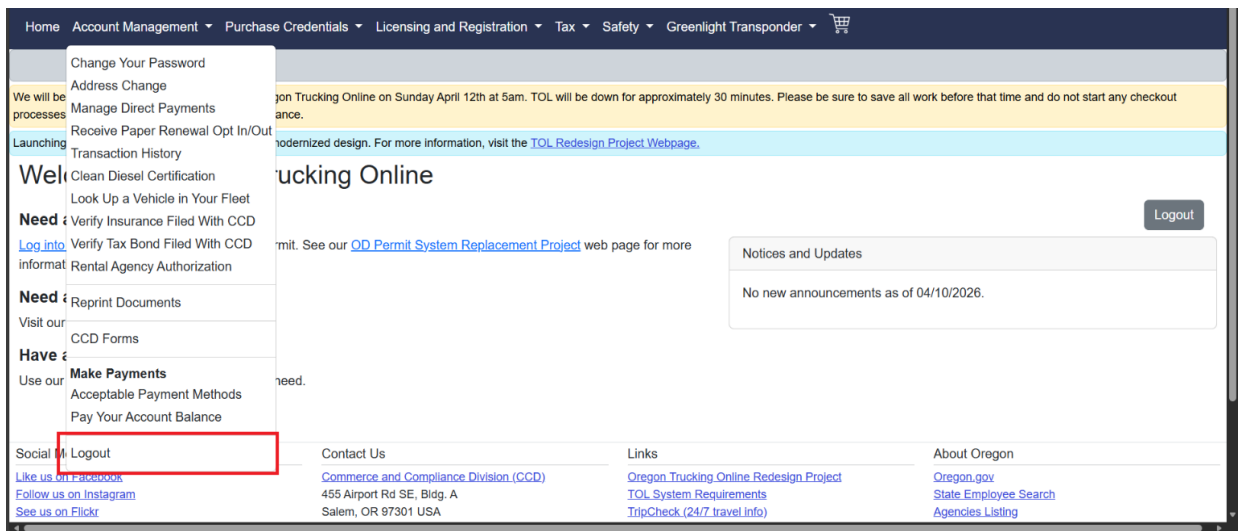 Home Account Management Purchase Credentials Licensing and Registration Tax Safety Greenlight Transponder
Change Your Password
Address Change
Manage Direct Payments
Receive Paper Renewal Opt In/Out
Transaction History
Clean Diesel Certification
Look Up a Vehicle in Your Fleet
Verify Insurance Filed With CCD
Verify Tax Bond Filed With CCD
Rental Agency Authorization
Reprint Documents
CCD Forms
Make Payments
Acceptable Payment Methods
Pay Your Account Balance
Logout
We will be gon Trucking Online on Sunday April 12th at 5am. TOL will be down for approximately 30 minutes. Please be sure to save all work before that time and do not start any checkout
processes ance.
Launching modernized design. For more information, visit the TOL Redesign Project Webpage.
Wel ucking Online
Logout
Need a
Log into rmit. See our OD Permit System Replacement Project web page for more
informat
Need a
Visit our
Have a
Use our need.
Notices and Updates
No new announcements as of 04/10/2026.
Social M
Like us on Facebook
Follow us on Instagram
See us on Flickr
Contact Us
Commerce and Compliance Division (CCD)
455 Airport Rd SE, Bldg. A
Salem, OR 97301 USA
Links
Oregon Trucking Online Redesign Project
TOL System Requirements
TripCheck (24/7 travel info)
About Oregon
Oregon.gov
State Employee Search
Agencies Listing